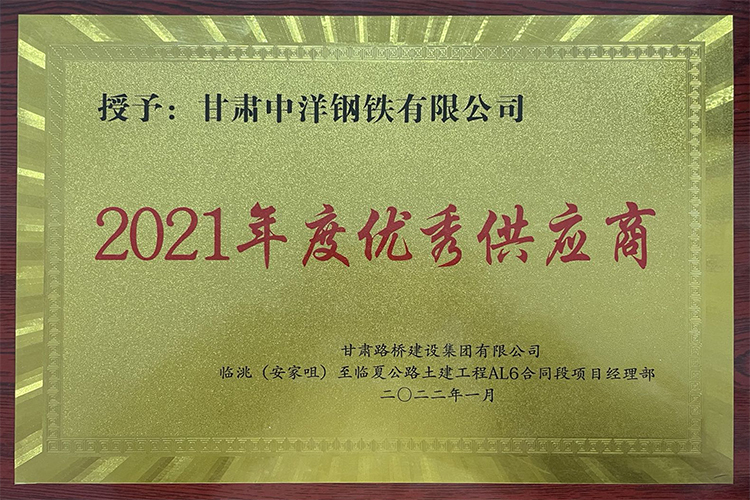 授予：甘肃中洋钢铁有限公司
2021年度优秀供应商
甘肃路桥建设集团有限公司
临洮（安家咀）至临夏公路土建工程AL6合同段项目经理部
二〇二二年一月